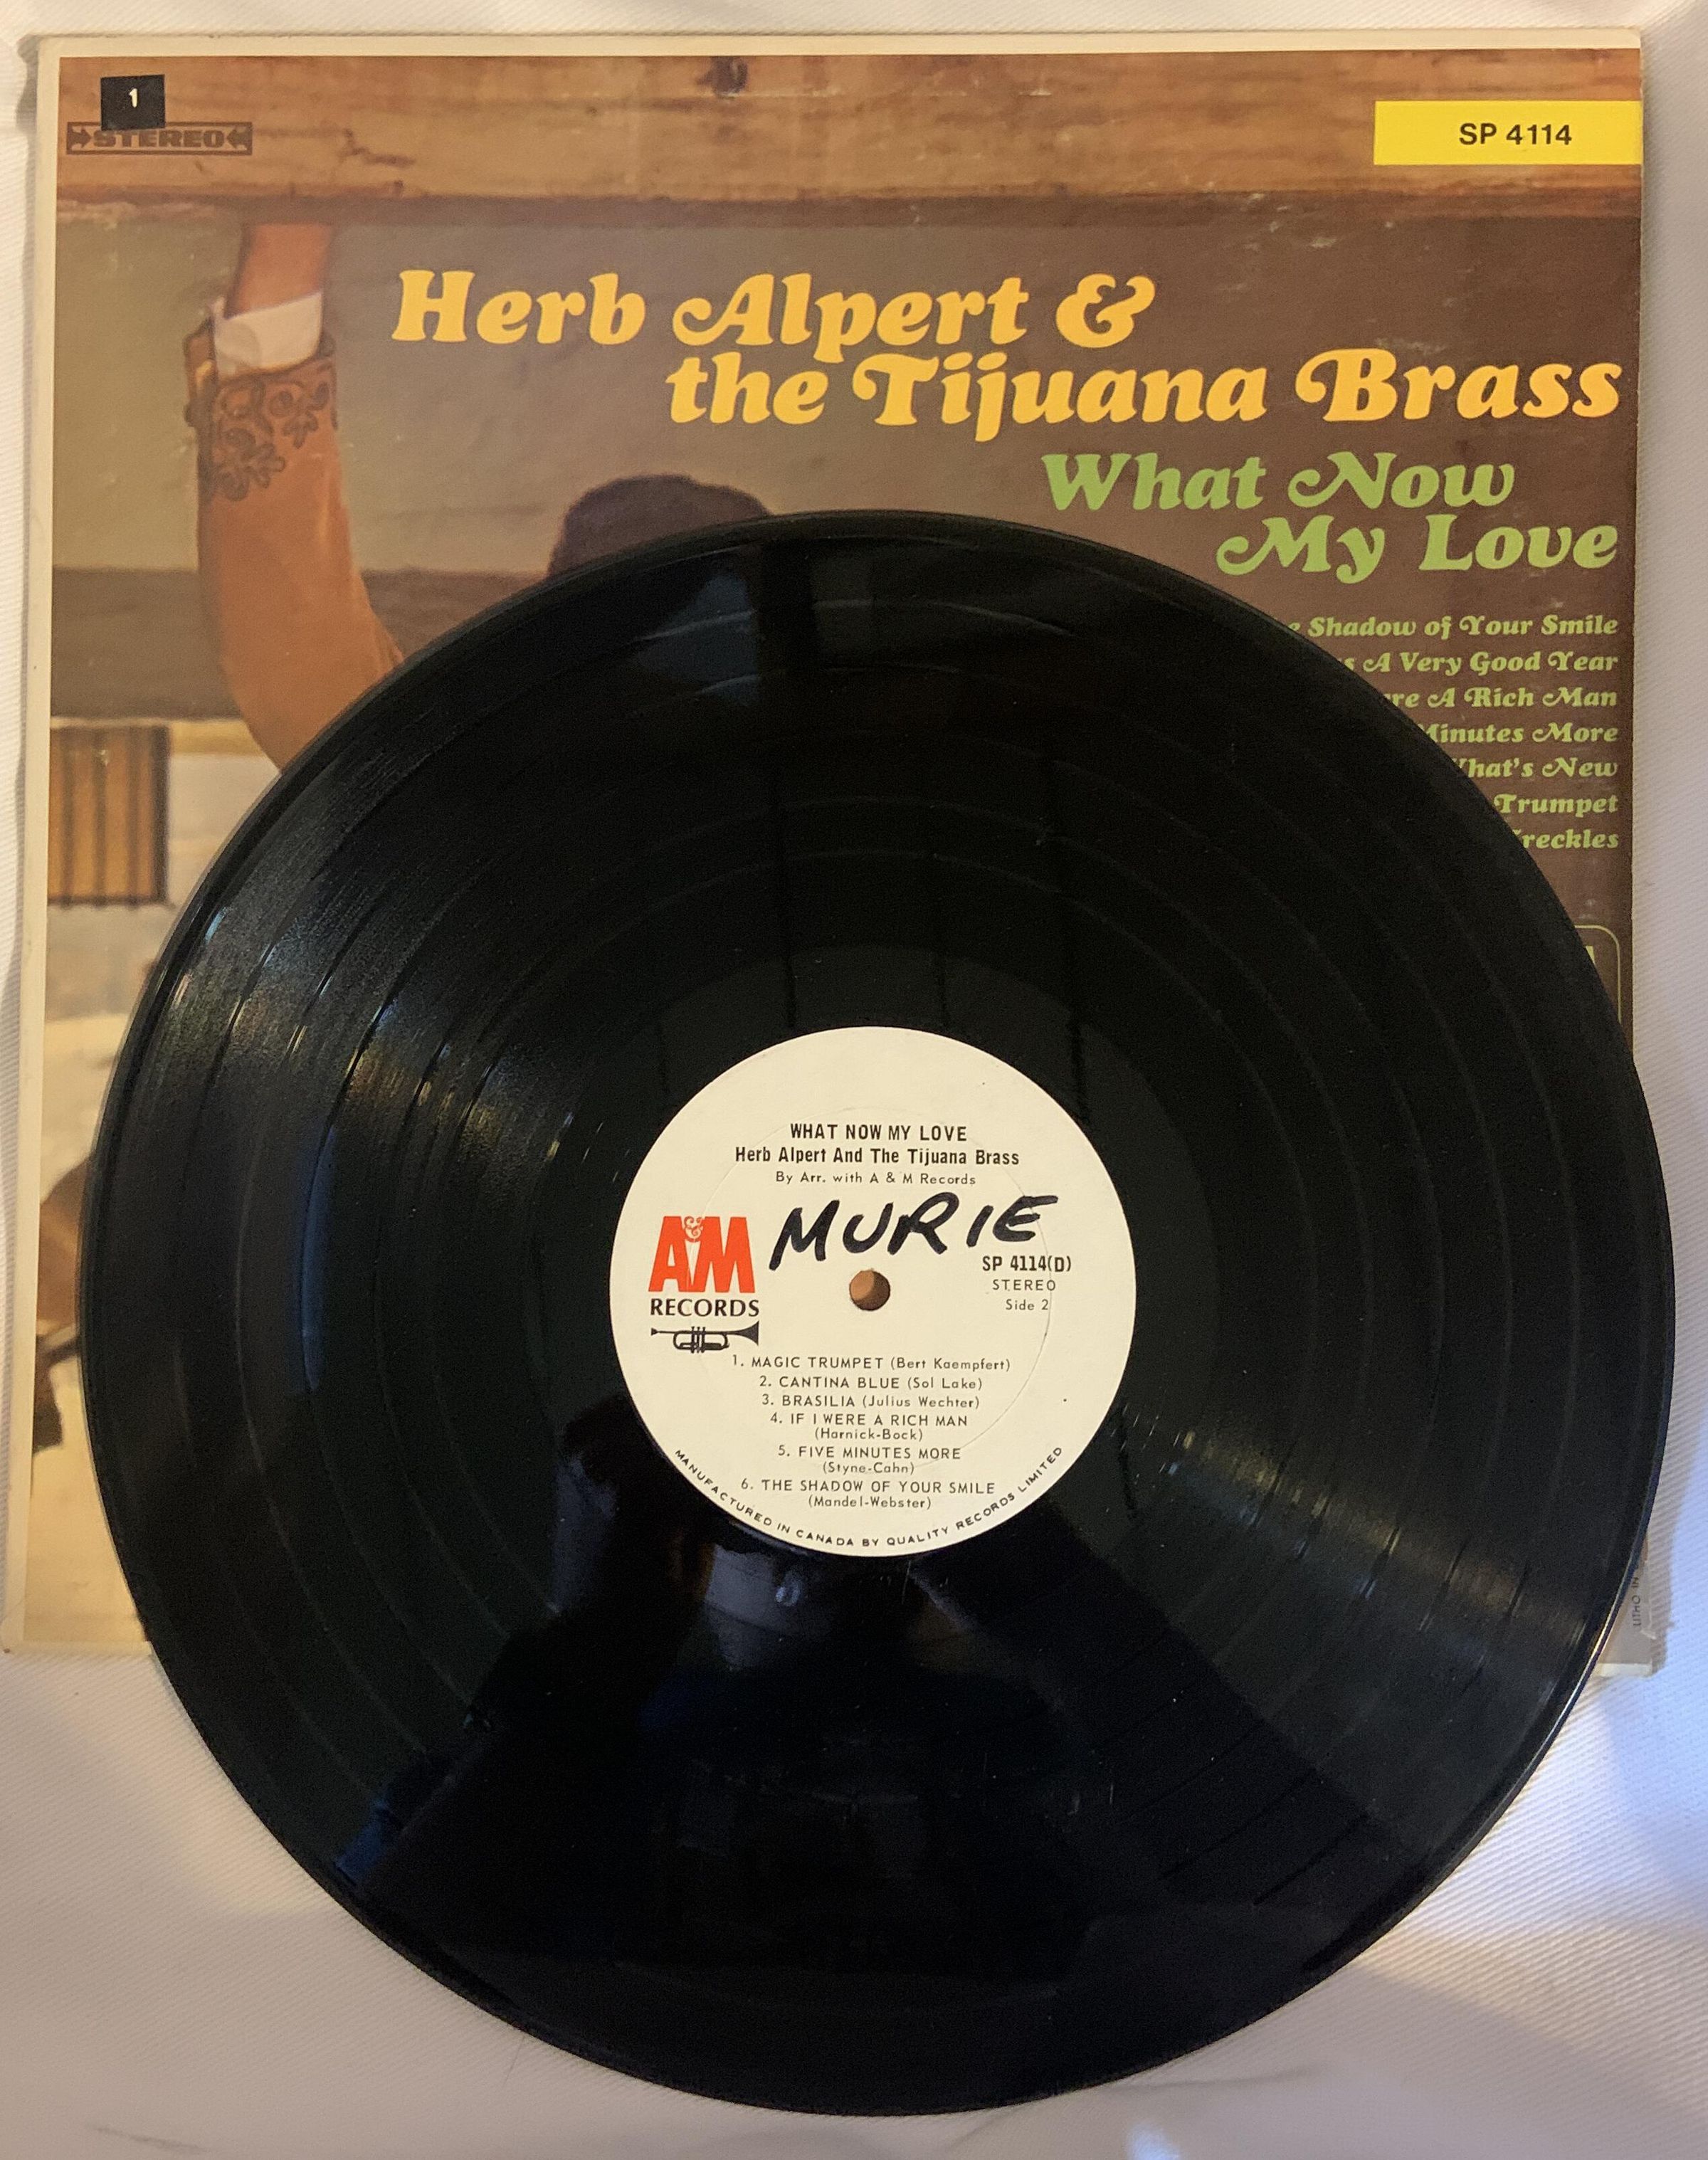 1
STEREO
SP 4114
Herb Alpert &
the Tijuana Brass
What Now
My Love
Shadow of Your Smile
A Very Good Year
A Rich Man
Minutes More
What's New
Trumpet
WHAT NOW MY LOVE
Herb Alpert And The Tijuana Brass
By Arr. with A & M Records
MURIE
A&M
RECORDS
SP 4114(D)
STEREO
Side 2
1. MAGIC TRUMPET (Bert Kaempfert)
2. CANTINA BLUE (Sol Lake)
3. BRASILIA (Julius Wechter)
4. IF I WERE A RICH MAN
(Harnick-Bock)
5. FIVE MINUTES MORE
(Styne-Cahn)
6. THE SHADOW OF YOUR SMILE
(Mandel-Webster)
MANUFACTURED IN CANADA BY QUALITY RECORDS LIMITED
LITHO IN